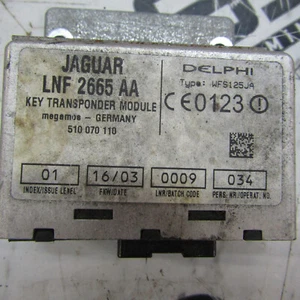 JAGUAR
LNF 2665 AA
KEY TRANSPONDER MODULE
megamos - GERMANY
510 070 110
DELPHI
Type: WFS125JA
CE0123
01 16/03 0009 034
INDEX/ISSUE LEVEL FKW/DATE LNR/BATCH CODE PERS. NR./OPERAT. NO.